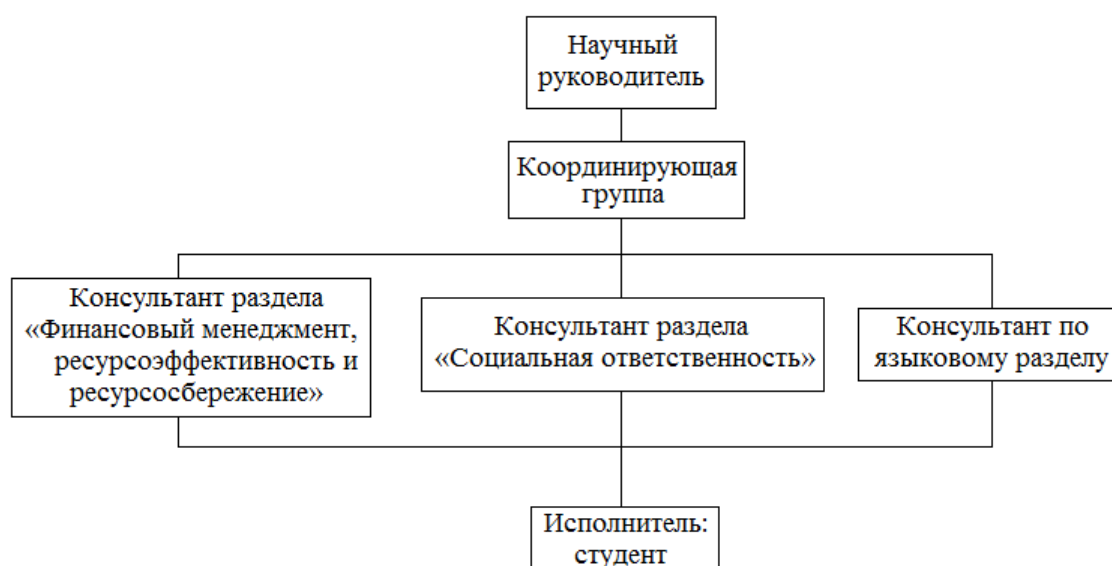 Научный
руководитель
Координирующая
группа
Консультант раздела
«Финансовый менеджмент,
ресурсоэффективность и
ресурсосбережение»
Консультант раздела
«Социальная ответственность»
Консультант по
языковому разделу
Исполнитель:
студент